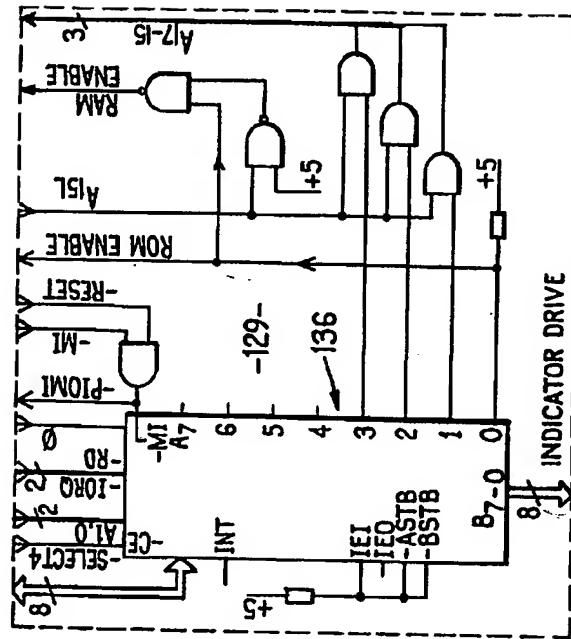 8
-SELECT4
A1,0
2
-IORQ
2
-RD
Ø
-PIOM1
-M1
-RESET
ROM ENABLE
A15L
RAM
ENABLE
A17-15
3
-CE
-M1
A7
6
5
4
3
2
1
0
-INT
IEI
-IEO
-ASTB
-BSTB
+5
B7-0
8
INDICATOR DRIVE
-129-
136
+5
+5